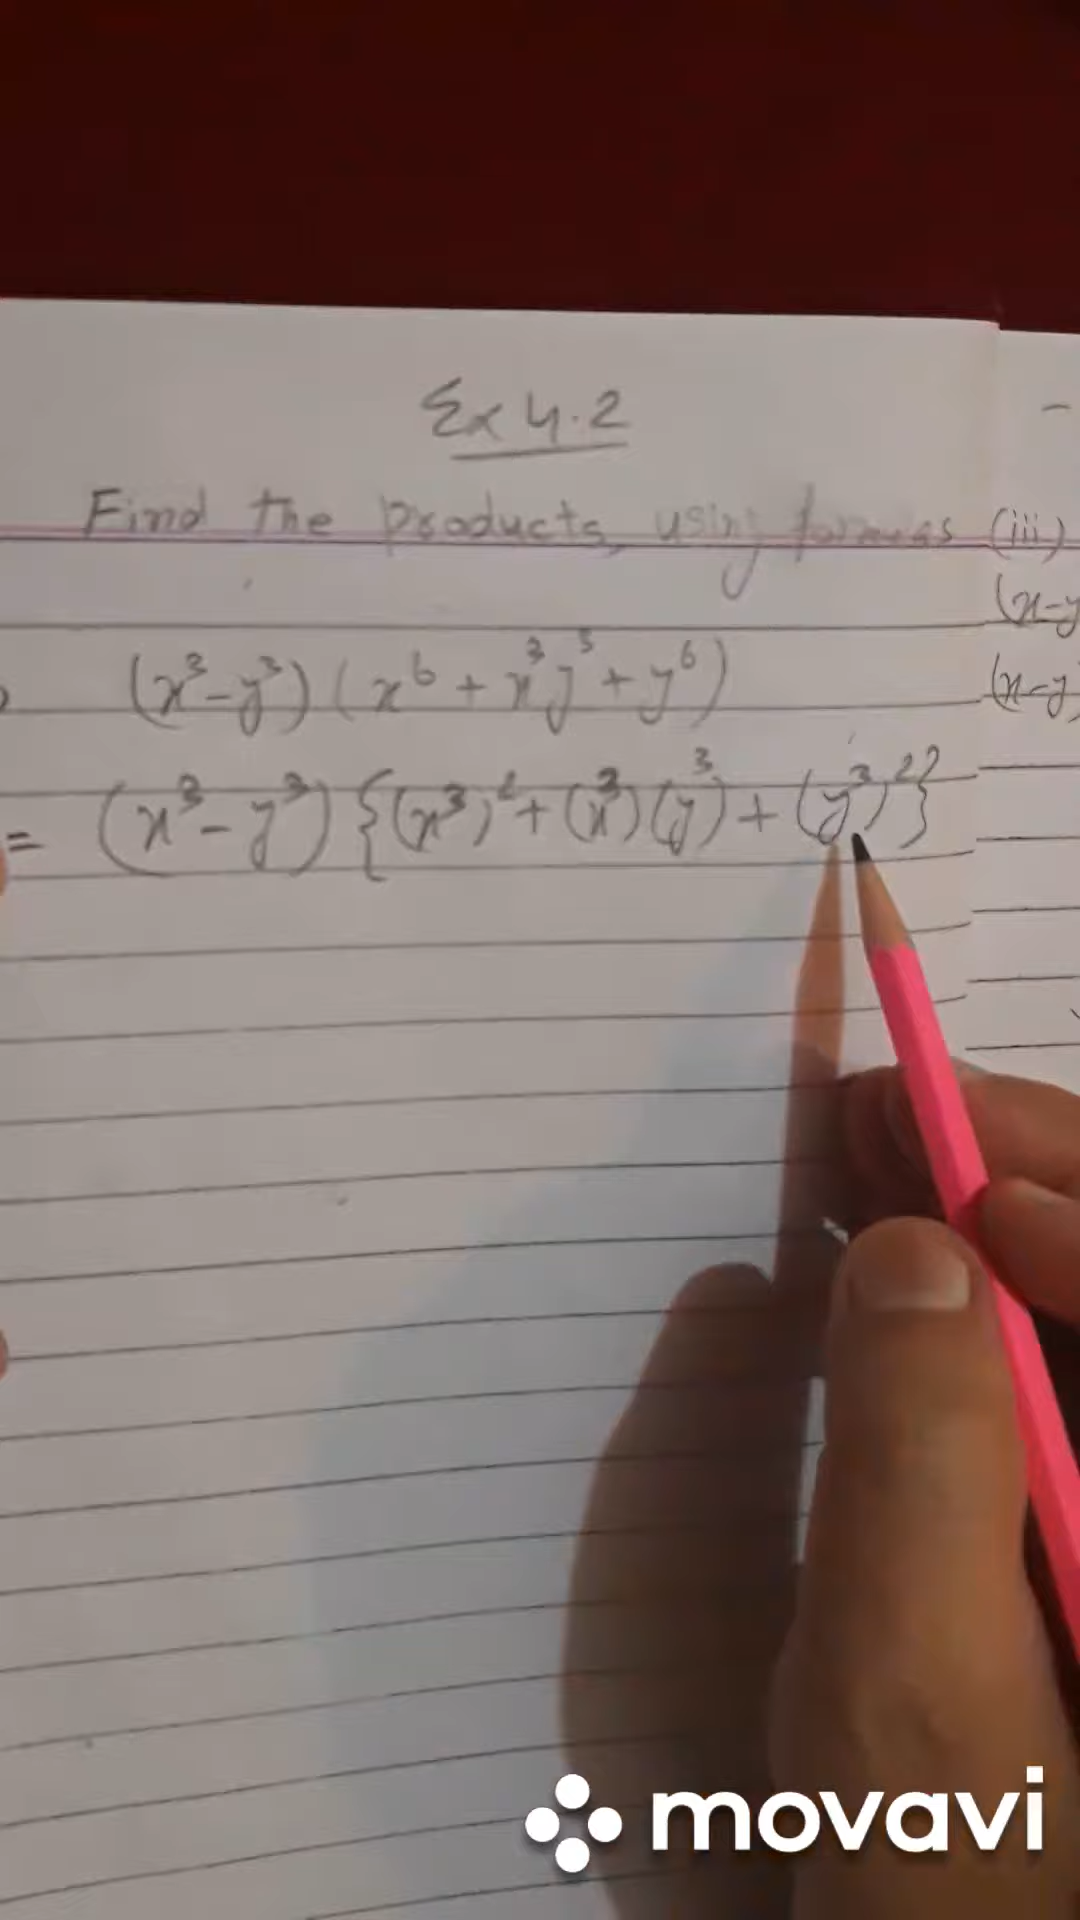 Ex 4.2
Find the products, using formulas
(x³-y³)(x⁶+x³y³+y⁶)
= (x³-y³){(x³)²+(x³)(y³)+(y³)²}
(iii)
(x-y
(x-y)
movavi